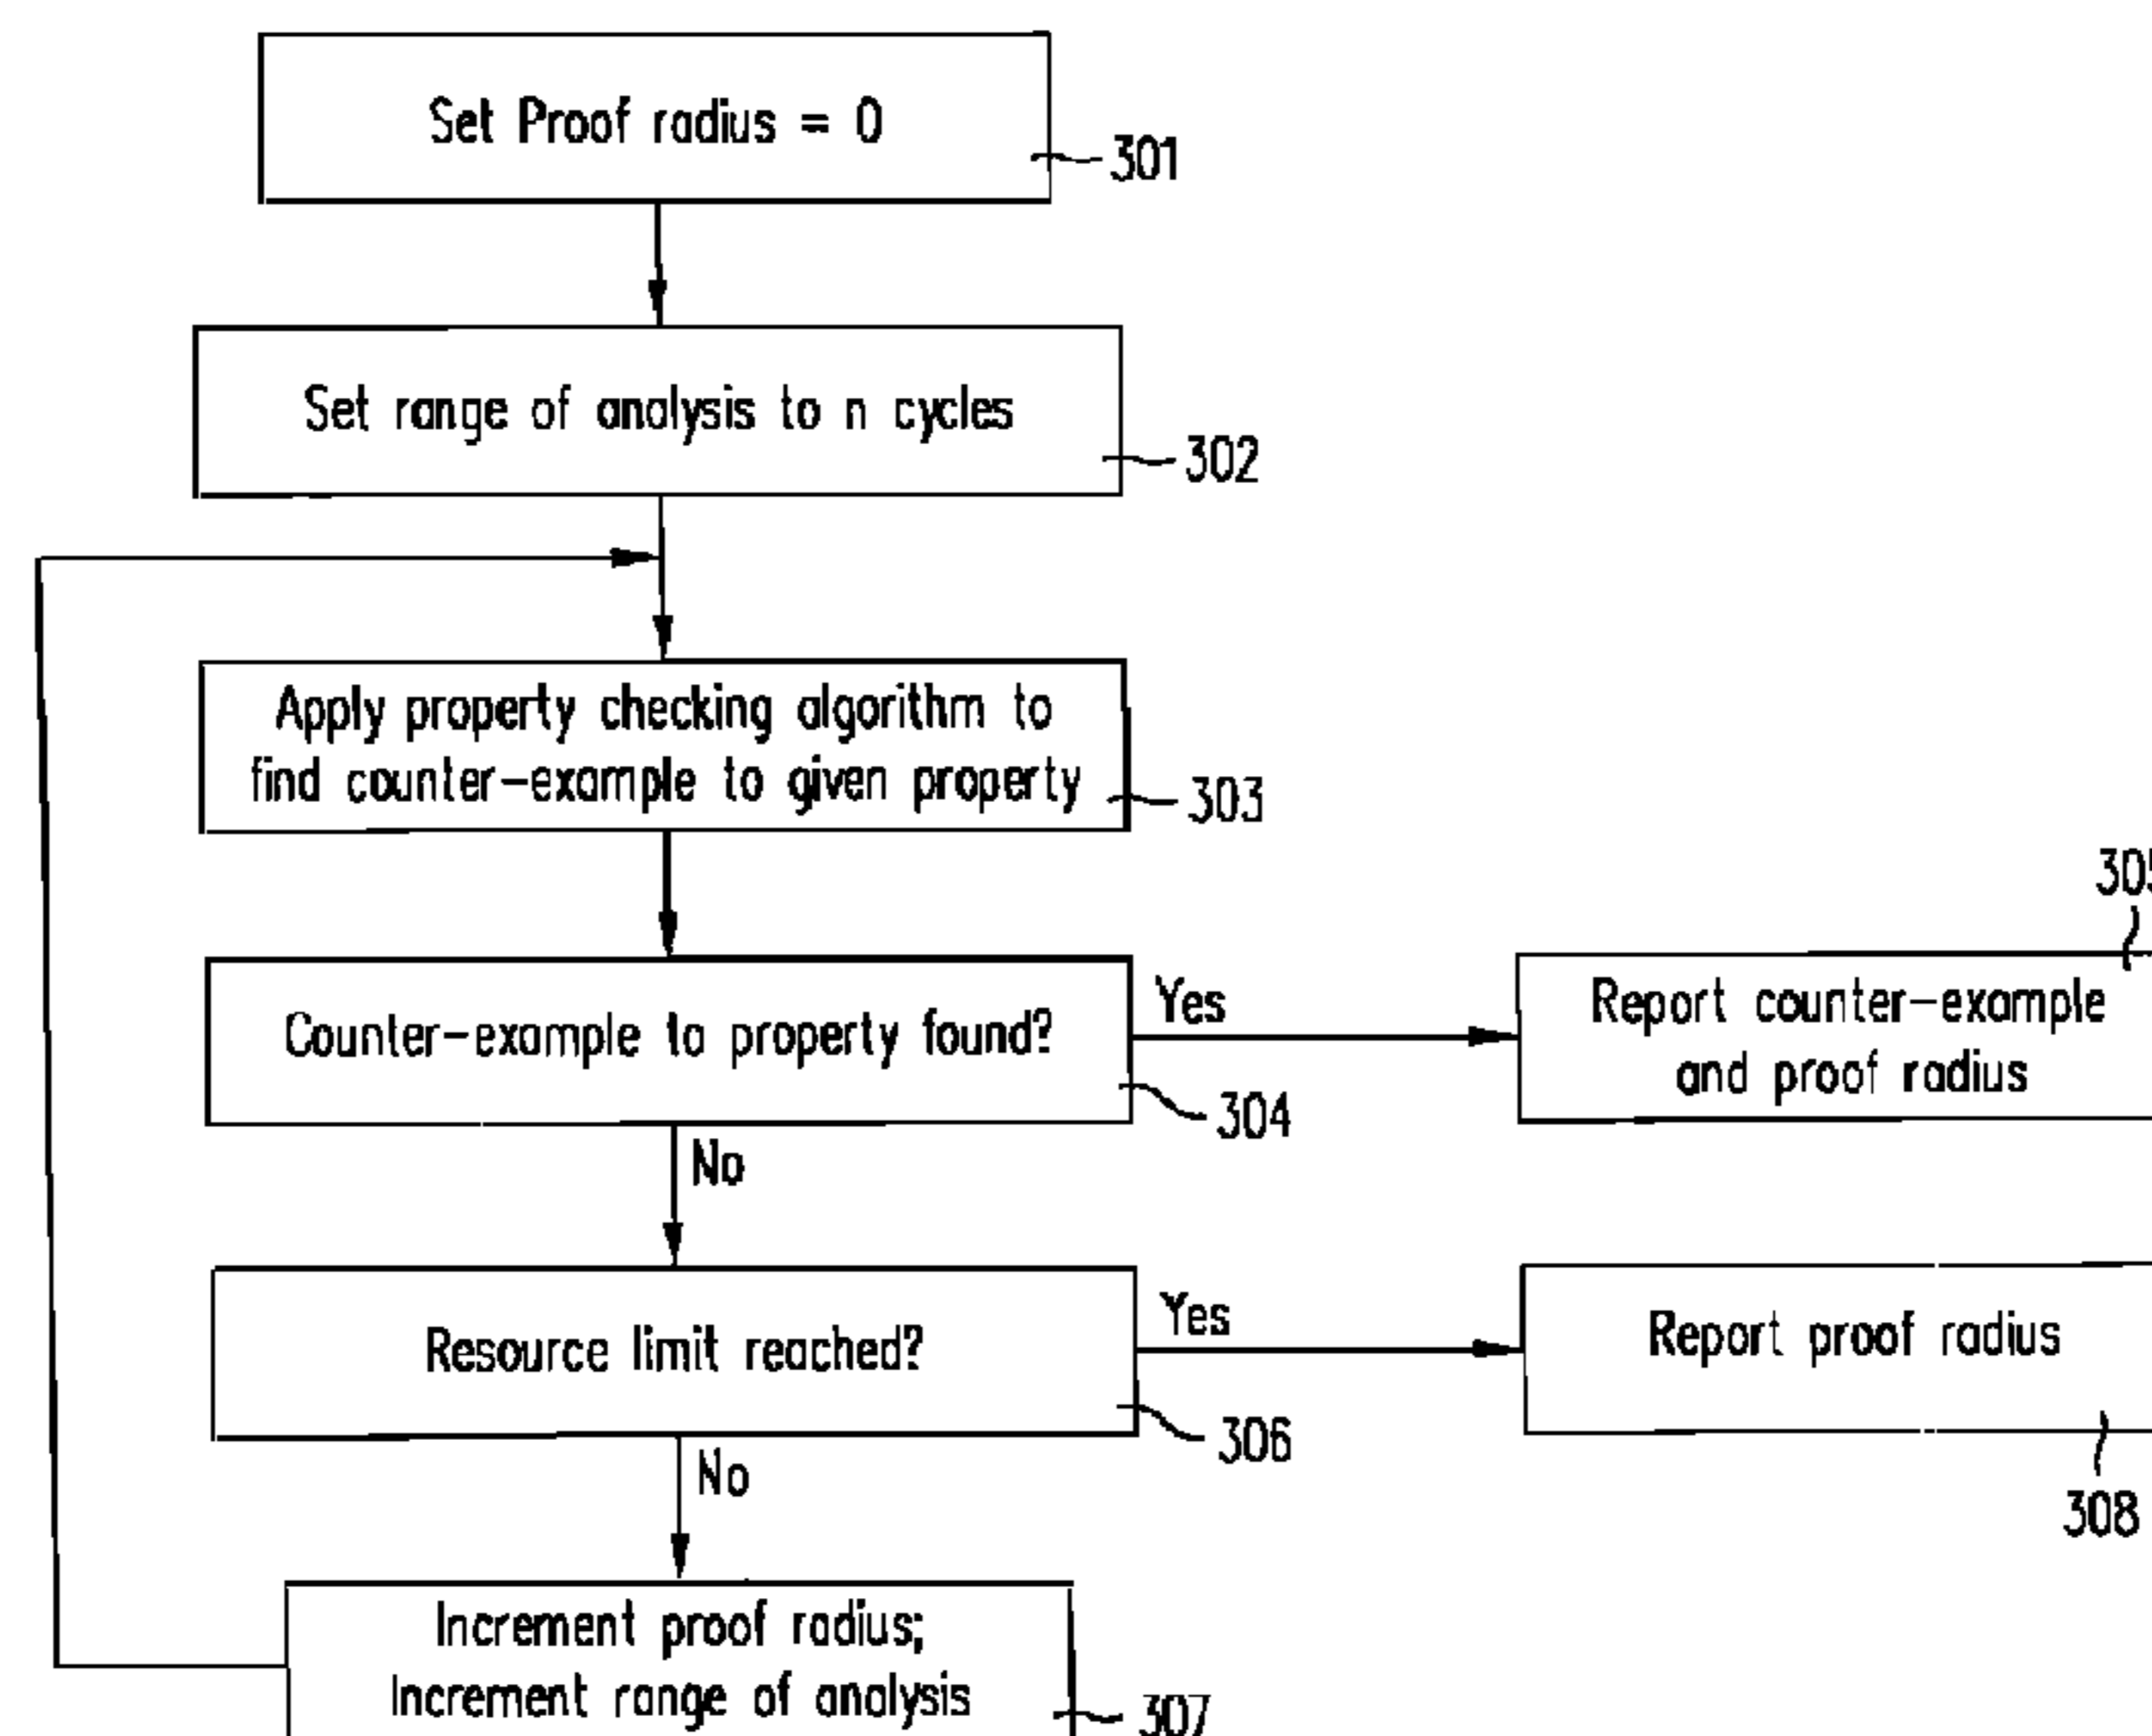 Set Proof radius = 0
301
Set range of analysis to n cycles
302
Apply property checking algorithm to
find counter-example to given property
303
305
Counter-example to property found?
Yes
Report counter-example
and proof radius
304
No
Resource limit reached?
Yes
Report proof radius
306
308
No
Increment proof radius;
Increment range of analysis
307